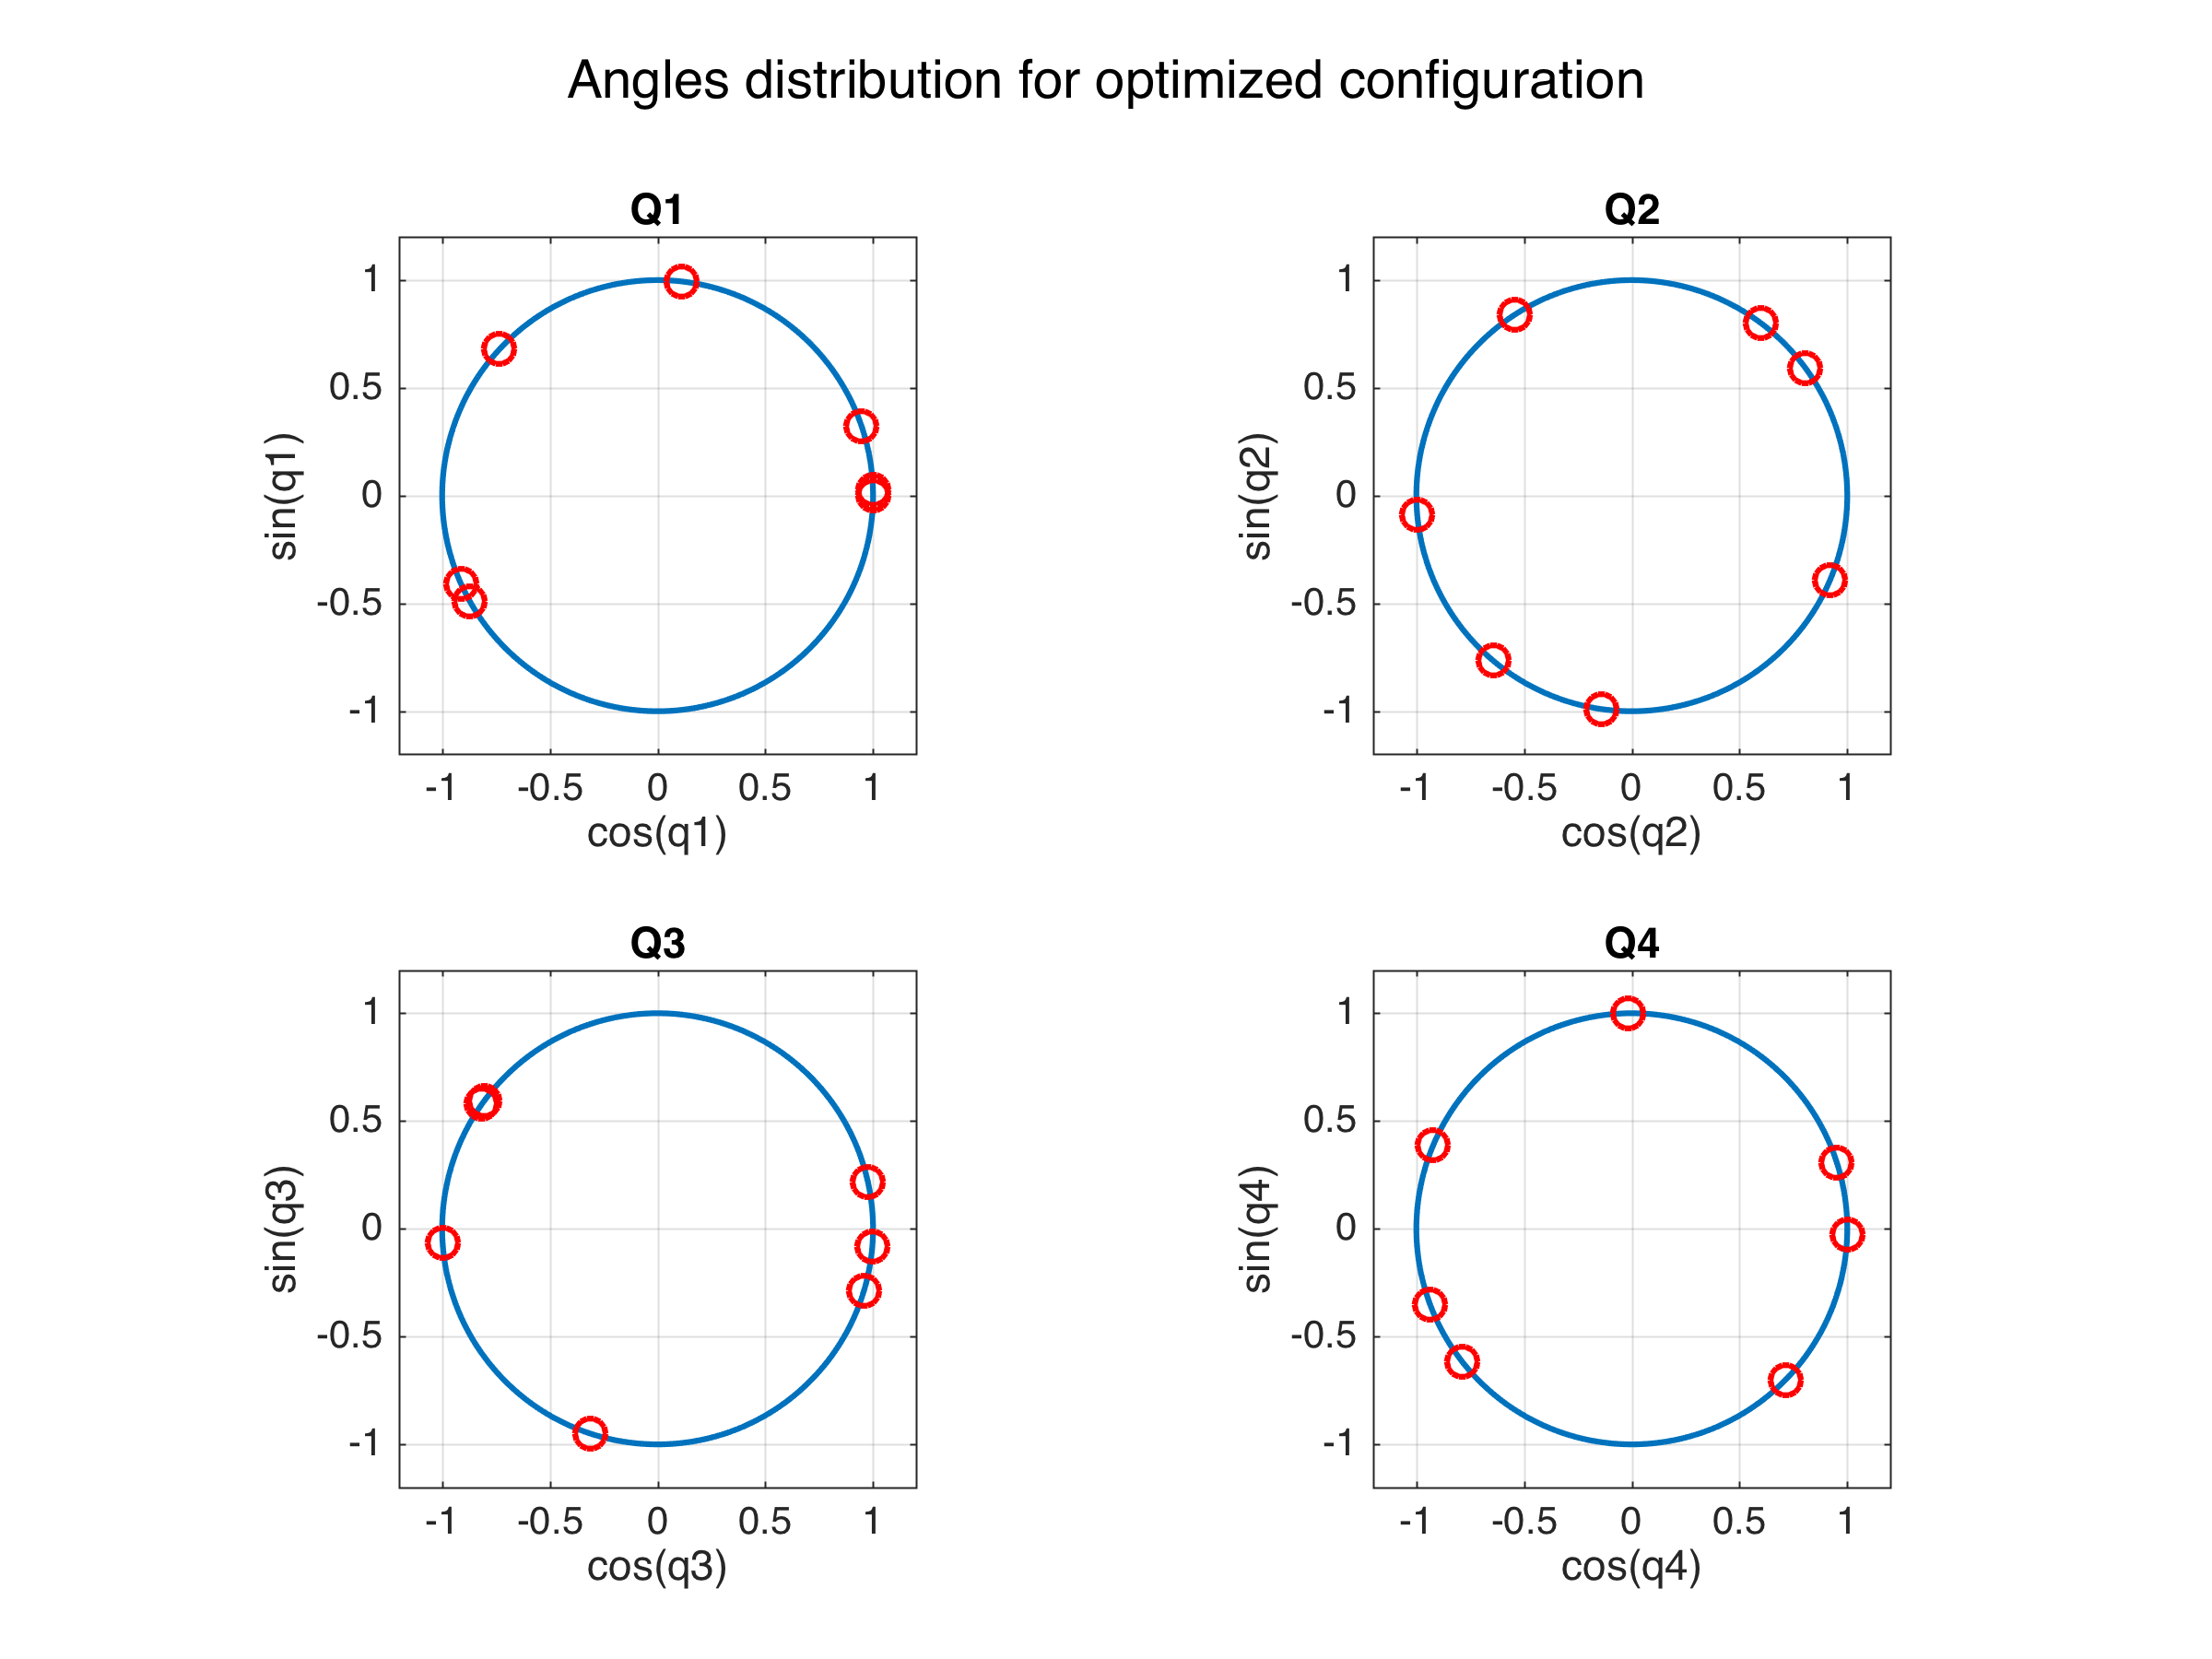 Angles distribution for optimized configuration
Q1
1
0.5
0
-0.5
-1
sin(q1)
-1 -0.5 0 0.5 1
cos(q1)
Q2
1
0.5
0
-0.5
-1
sin(q2)
-1 -0.5 0 0.5 1
cos(q2)
Q3
1
0.5
0
-0.5
-1
sin(q3)
-1 -0.5 0 0.5 1
cos(q3)
Q4
1
0.5
0
-0.5
-1
sin(q4)
-1 -0.5 0 0.5 1
cos(q4)